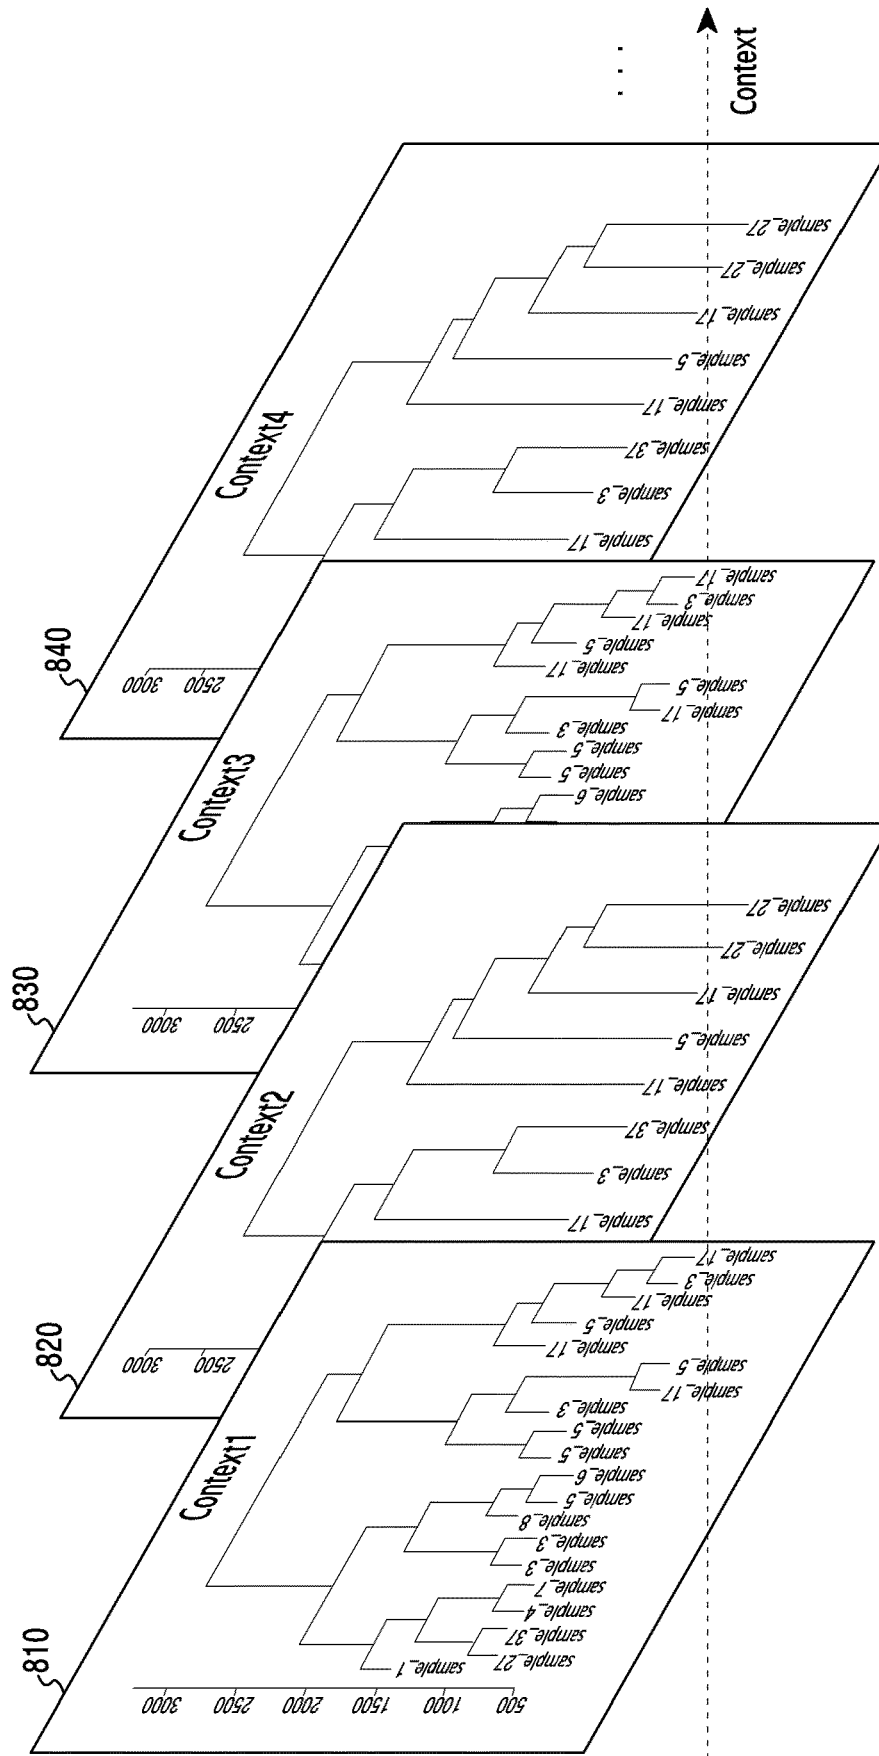 810
Context1
3000
2500
2000
1500
1000
500
sample_1
sample_27
sample_37
sample_4
sample_7
sample_3
sample_3
sample_8
sample_5
sample_6
sample_5
sample_5
sample_3
sample_17
sample_5
sample_17
sample_5
sample_17
sample_3
sample_17
820
Context2
3000
2500
sample_17
sample_3
sample_37
sample_17
sample_5
sample_17
sample_27
sample_27
830
Context3
3000
2500
sample_6
sample_5
sample_5
sample_3
sample_17
sample_5
sample_17
sample_5
sample_17
sample_3
sample_17
840
Context4
3000
2500
sample_17
sample_3
sample_37
sample_17
sample_5
sample_17
sample_27
sample_27
. . .
Context